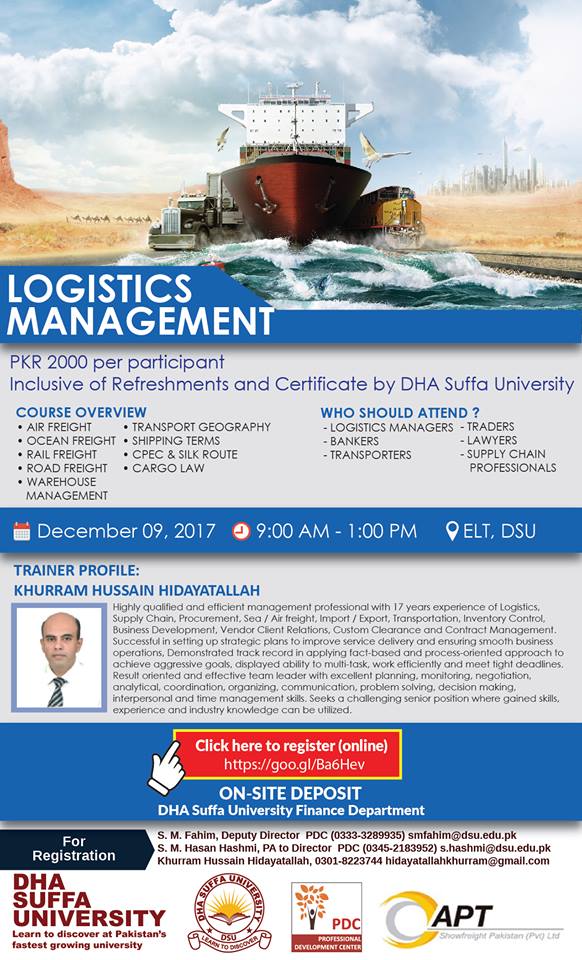 LOGISTICS
MANAGEMENT
PKR 2000 per participant
Inclusive of Refreshments and Certificate by DHA Suffa University
COURSE OVERVIEW
• AIR FREIGHT
• OCEAN FREIGHT
• RAIL FREIGHT
• ROAD FREIGHT
• WAREHOUSE
MANAGEMENT
• TRANSPORT GEOGRAPHY
• SHIPPING TERMS
• CPEC & SILK ROUTE
• CARGO LAW
WHO SHOULD ATTEND ?
- LOGISTICS MANAGERS
- BANKERS
- TRANSPORTERS
- TRADERS
- LAWYERS
- SUPPLY CHAIN
PROFESSIONALS
December 09, 2017 9:00 AM - 1:00 PM ELT, DSU
TRAINER PROFILE:
KHURRAM HUSSAIN HIDAYATALLAH
Highly qualified and efficient management professional with 17 years experience of Logistics,
Supply Chain, Procurement, Sea / Air freight, Import / Export, Transportation, Inventory Control,
Business Development, Vendor Client Relations, Custom Clearance and Contract Management.
Successful in setting up strategic plans to improve service delivery and ensuring smooth business
operations, Demonstrated track record in applying fact-based and process-oriented approach to
achieve aggressive goals, displayed ability to multi-task, work efficiently and meet tight deadlines.
Result oriented and effective team leader with excellent planning, monitoring, negotiation,
analytical, coordination, organizing, communication, problem solving, decision making,
interpersonal and time management skills. Seeks a challenging senior position where gained skills,
experience and industry knowledge can be utilized.
Click here to register (online)
https://goo.gl/Ba6Hev
ON-SITE DEPOSIT
DHA Suffa University Finance Department
For
Registration
S. M. Fahim, Deputy Director PDC (0333-3289935) smfahim@dsu.edu.pk
S. M. Hasan Hashmi, PA to Director PDC (0345-2183952) s.hashmi@dsu.edu.pk
Khurram Hussain Hidayatallah, 0301-8223744 hidayatallahkhurram@gmail.com
DHA
SUFFA
UNIVERSITY
Learn to discover at Pakistan's
fastest growing university
DHA SUFFA UNIVERSITY
DSU
LEARN TO DISCOVER
PDC
PROFESSIONAL
DEVELOPMENT CENTER
APT
Showfreight Pakistan (Pvt) Ltd